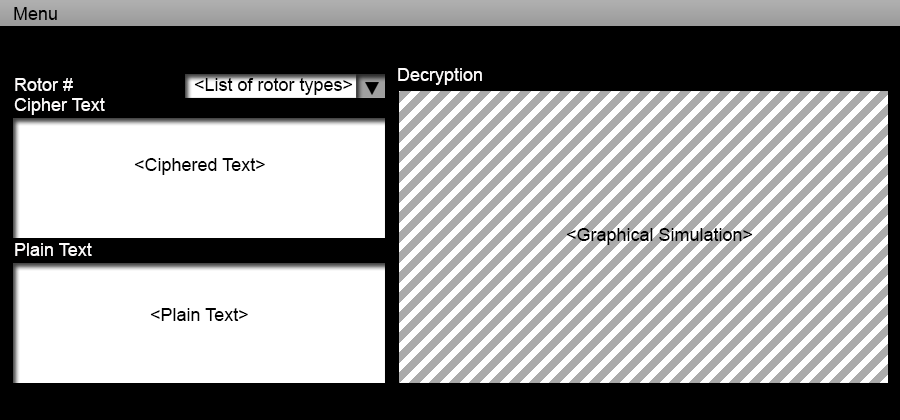 Menu
Rotor # <List of rotor types>
Cipher Text
<Ciphered Text>
Plain Text
<Plain Text>
Decryption
<Graphical Simulation>